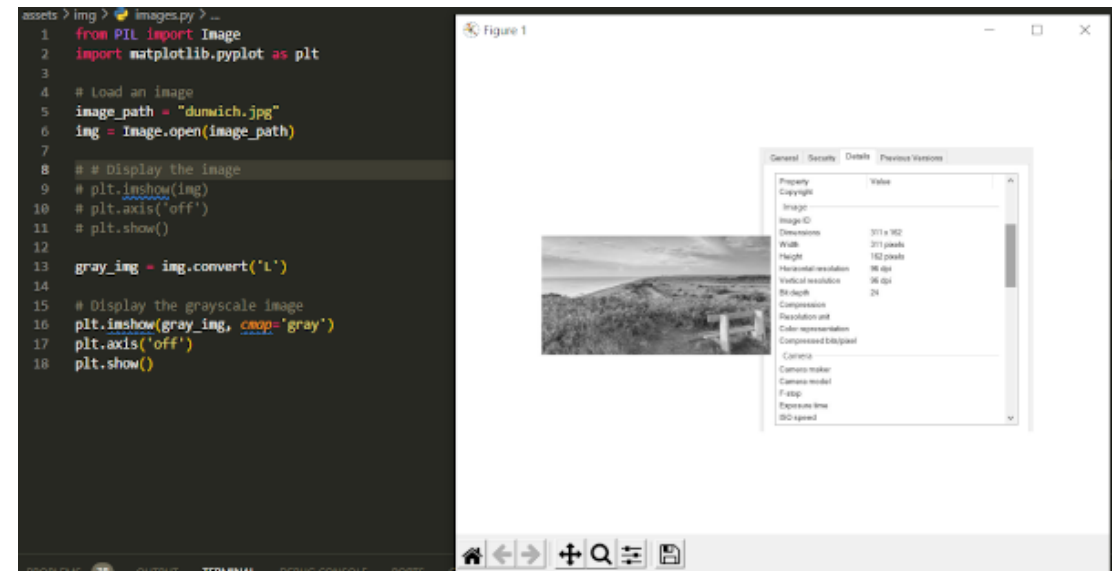 assets > img > images.py > ...
1 from PIL import Image
2 import matplotlib.pyplot as plt
3
4 # Load an image
5 image_path = "dunwich.jpg"
6 img = Image.open(image_path)
7
8 # # Display the image
9 # plt.imshow(img)
10 # plt.axis('off')
11 # plt.show()
12
13 gray_img = img.convert('L')
14
15 # Display the grayscale image
16 plt.imshow(gray_img, cmap='gray')
17 plt.axis('off')
18 plt.show()
Figure 1
General Security Details Previous Versions
Property Value
Copyright
Image
Image ID
Dimensions 311 x 162
Width 311 pixels
Height 162 pixels
Horizontal resolution 96 dpi
Vertical resolution 96 dpi
Bit depth 24
Compression
Resolution unit
Color representation
Compressed bits/pixel
Camera
Camera maker
Camera model
F-stop
Exposure time
ISO speed
PROBLEMS OUTPUT TERMINAL DEBUG CONSOLE PORTS